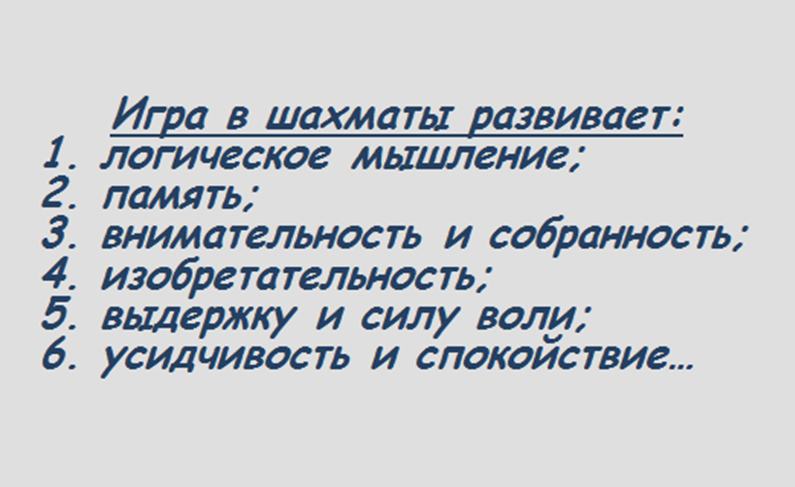 Игра в шахматы развивает:
1. логическое мышление;
2. память;
3. внимательность и собранность;
4. изобретательность;
5. выдержку и силу воли;
6. усидчивость и спокойствие...